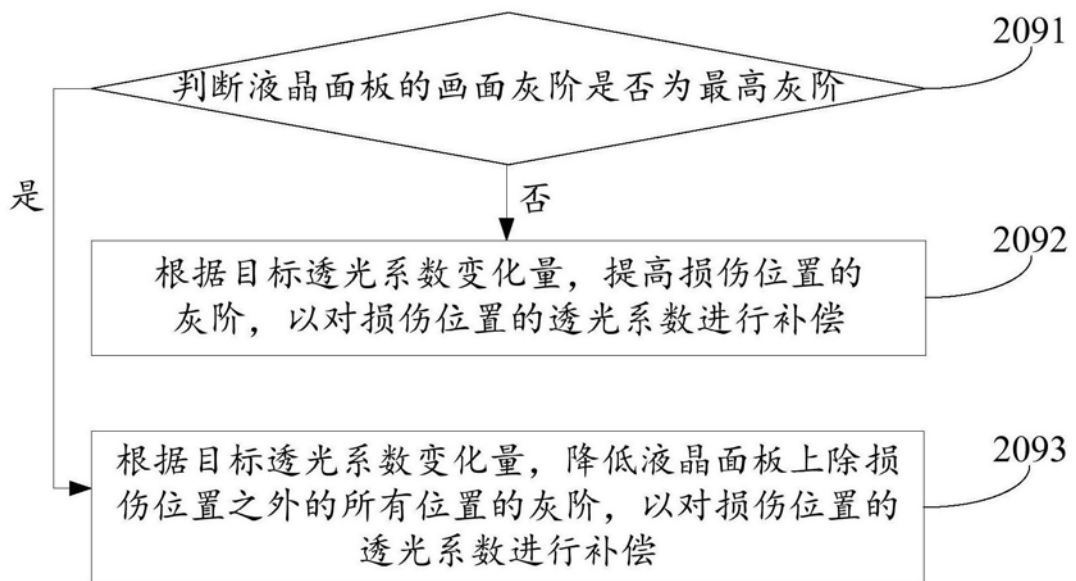 2091
判断液晶面板的画面灰阶是否为最高灰阶
是
否
2092
根据目标透光系数变化量，提高损伤位置的
灰阶，以对损伤位置的透光系数进行补偿
2093
根据目标透光系数变化量，降低液晶面板上除损
伤位置之外的所有位置的灰阶，以对损伤位置的
透光系数进行补偿